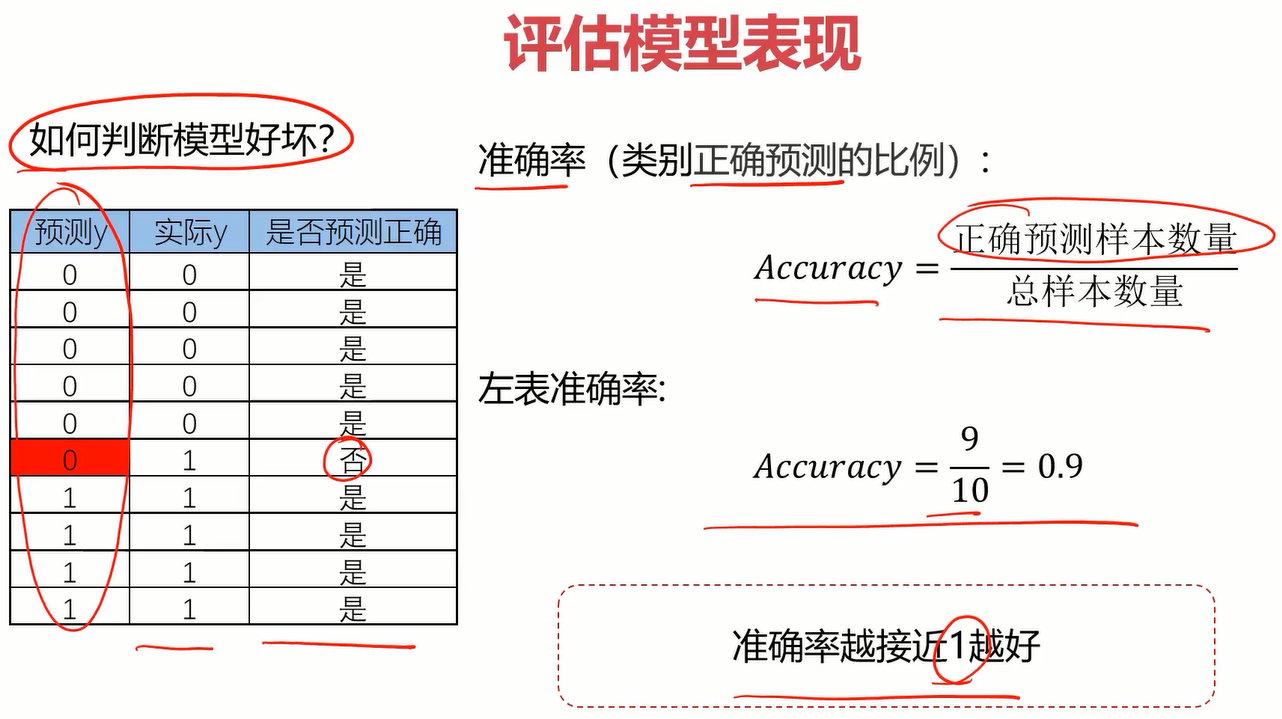 评估模型表现
如何判断模型好坏?
预测y 实际y 是否预测正确
0 0 是
0 0 是
0 0 是
0 0 是
0 0 是
0 1 否
1 1 是
1 1 是
1 1 是
1 1 是
准确率（类别正确预测的比例）:
Accuracy = 正确预测样本数量 / 总样本数量
左表准确率:
Accuracy = 9/10 = 0.9
准确率越接近1越好